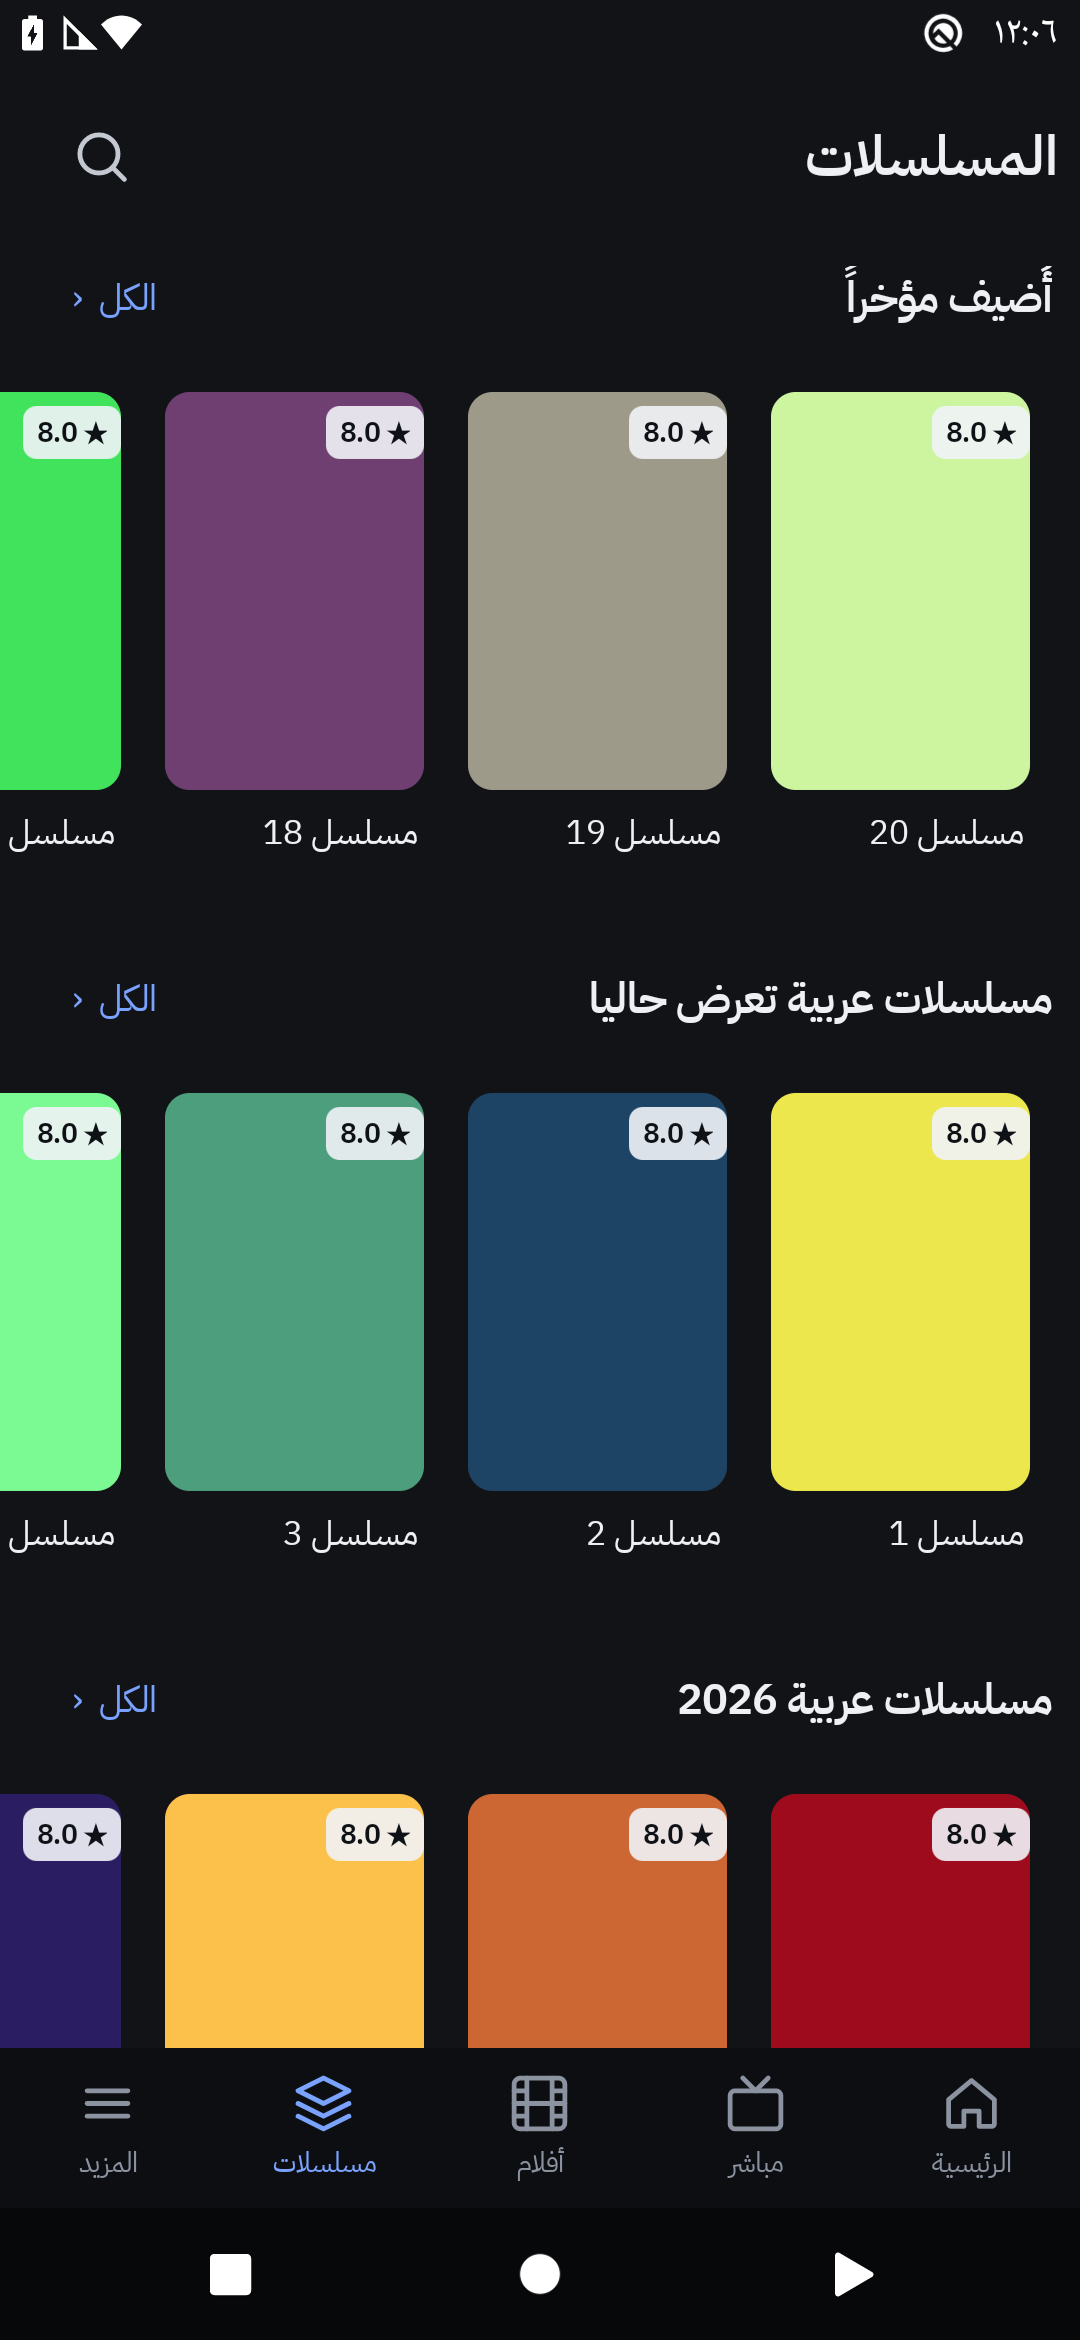 ١٢:٠٦
المسلسلات
أُضيف مؤخراً
الكل ‹
★ 8.0
★ 8.0
★ 8.0
★ 8.0
مسلسل 20
مسلسل 19
مسلسل 18
مسلسل
مسلسلات عربية تعرض حاليا
الكل ‹
★ 8.0
★ 8.0
★ 8.0
★ 8.0
مسلسل 1
مسلسل 2
مسلسل 3
مسلسل
مسلسلات عربية 2026
الكل ‹
★ 8.0
★ 8.0
★ 8.0
★ 8.0
الرئيسية
مباشر
أفلام
مسلسلات
المزيد